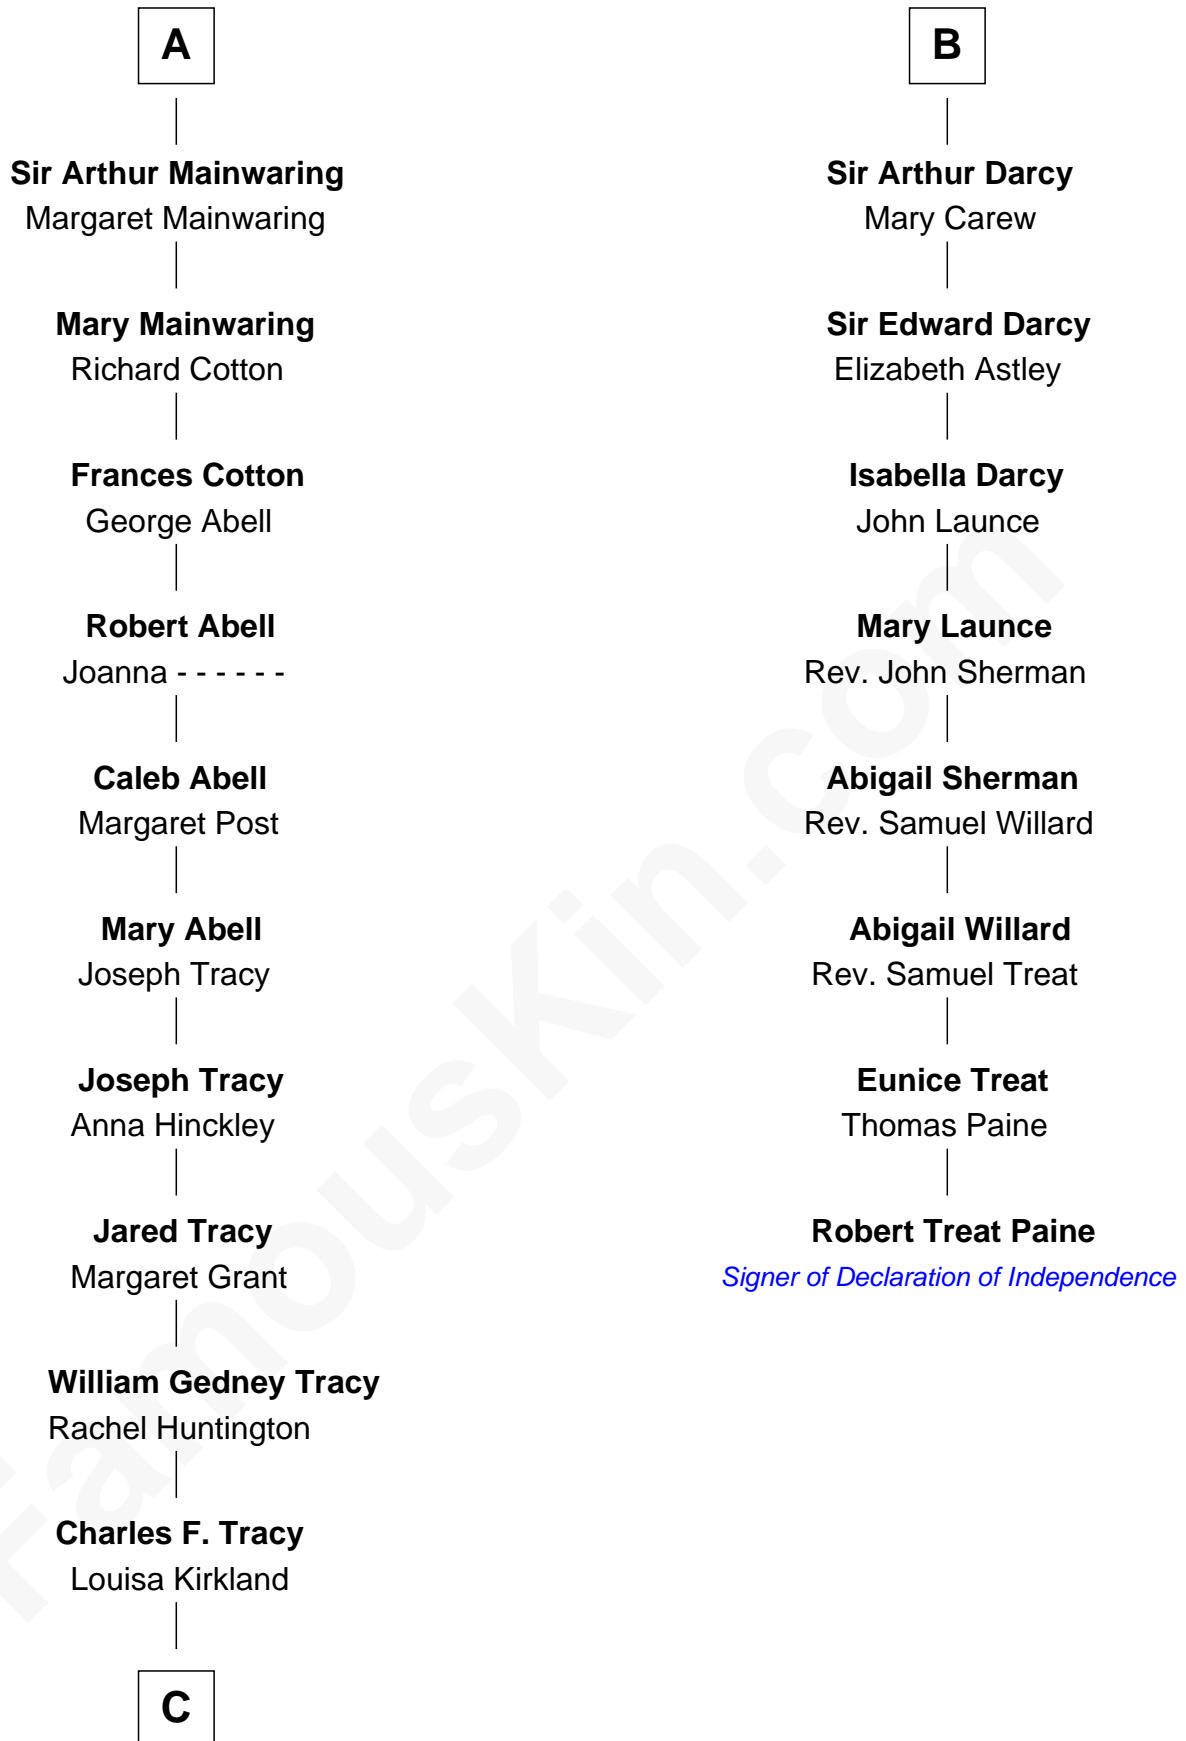 A
Sir Arthur Mainwaring
Margaret Mainwaring
Mary Mainwaring
Richard Cotton
Frances Cotton
George Abell
Robert Abell
Joanna - - - - - -
Caleb Abell
Margaret Post
Mary Abell
Joseph Tracy
Joseph Tracy
Anna Hinckley
Jared Tracy
Margaret Grant
William Gedney Tracy
Rachel Huntington
Charles F. Tracy
Louisa Kirkland
C
B
Sir Arthur Darcy
Mary Carew
Sir Edward Darcy
Elizabeth Astley
Isabella Darcy
John Launce
Mary Launce
Rev. John Sherman
Abigail Sherman
Rev. Samuel Willard
Abigail Willard
Rev. Samuel Treat
Eunice Treat
Thomas Paine
Robert Treat Paine
Signer of Declaration of Independence
FamousKin.com